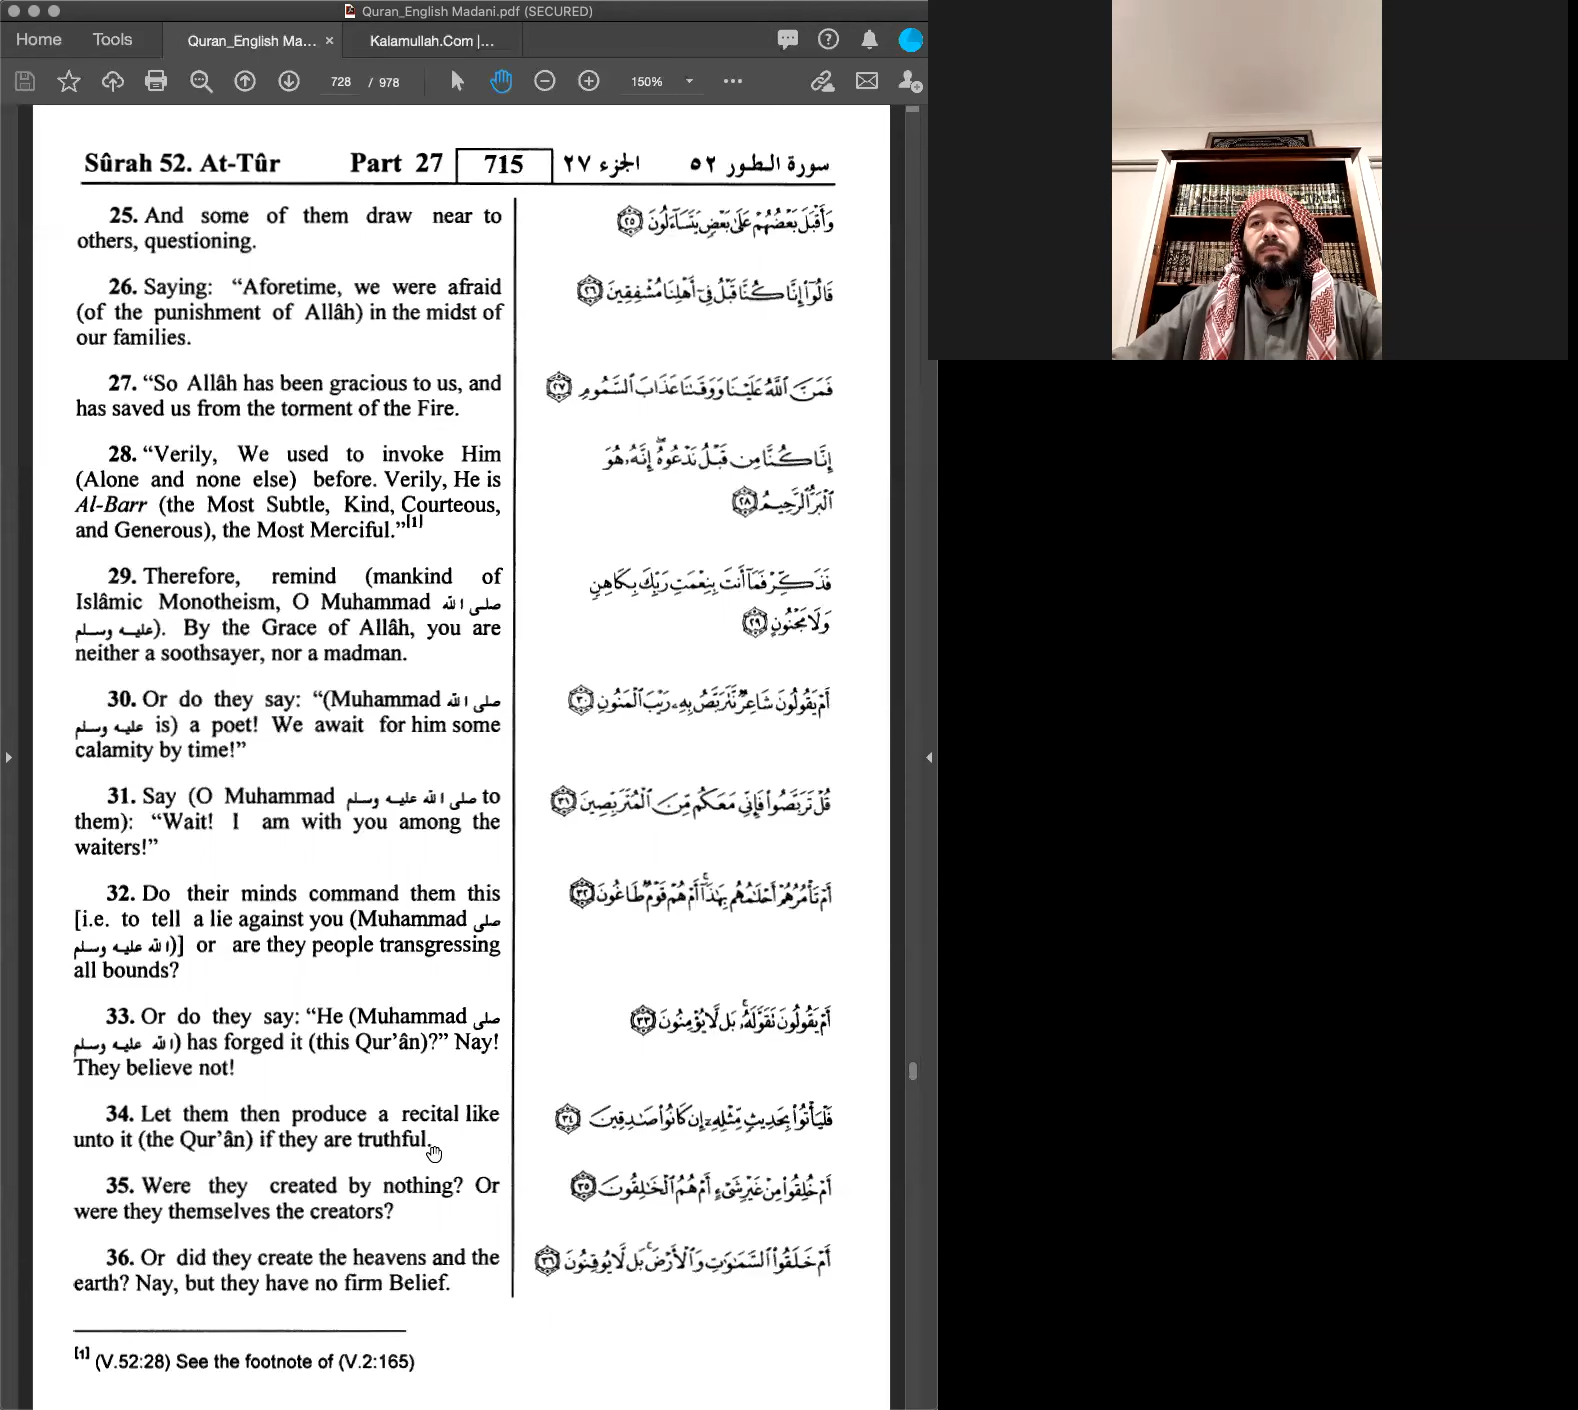 Quran_English Madani.pdf (SECURED)
Home Tools Quran_English Ma... × Kalamullah.Com |...
728 / 978 150%
Sûrah 52. At-Tûr Part 27 715 الجزء ٢٧ سورة الطور ٥٢
25. And some of them draw near to
others, questioning.
وَأَقْبَلَ بَعْضُهُمْ عَلَىٰ بَعْضٍ يَتَسَآءَلُونَ ٢٥
26. Saying: “Aforetime, we were afraid
(of the punishment of Allâh) in the midst of
our families.
قَالُوٓا۟ إِنَّا كُنَّا قَبْلُ فِىٓ أَهْلِنَا مُشْفِقِينَ ٢٦
27. “So Allâh has been gracious to us, and
has saved us from the torment of the Fire.
فَمَنَّ ٱللَّهُ عَلَيْنَا وَوَقَىٰنَا عَذَابَ ٱلسَّمُومِ ٢٧
28. “Verily, We used to invoke Him
(Alone and none else) before. Verily, He is
Al-Barr (the Most Subtle, Kind, Courteous,
and Generous), the Most Merciful.”[1]
إِنَّا كُنَّا مِن قَبْلُ نَدْعُوهُ ۖ إِنَّهُۥ هُوَ
ٱلْبَرُّ ٱلرَّحِيمُ ٢٨
29. Therefore, remind (mankind of
Islâmic Monotheism, O Muhammad صلى الله
عليه وسلم). By the Grace of Allâh, you are
neither a soothsayer, nor a madman.
فَذَكِّرْ فَمَآ أَنتَ بِنِعْمَتِ رَبِّكَ بِكَاهِنٍ
وَلَا مَجْنُونٍ ٢٩
30. Or do they say: “(Muhammad صلى الله
عليه وسلم is) a poet! We await for him some
calamity by time!”
أَمْ يَقُولُونَ شَاعِرٌ نَّتَرَبَّصُ بِهِۦ رَيْبَ ٱلْمَنُونِ ٣٠
31. Say (O Muhammad صلى الله عليه وسلم to
them): “Wait! I am with you among the
waiters!”
قُلْ تَرَبَّصُوا۟ فَإِنِّى مَعَكُم مِّنَ ٱلْمُتَرَبِّصِينَ ٣١
32. Do their minds command them this
[i.e. to tell a lie against you (Muhammad صلى
الله عليه وسلم)] or are they people transgressing
all bounds?
أَمْ تَأْمُرُهُمْ أَحْلَٰمُهُم بِهَٰذَآ ۚ أَمْ هُمْ قَوْمٌ طَاغُونَ ٣٢
33. Or do they say: “He (Muhammad صلى
الله عليه وسلم) has forged it (this Qur’ân)?” Nay!
They believe not!
أَمْ يَقُولُونَ تَقَوَّلَهُۥ ۚ بَل لَّا يُؤْمِنُونَ ٣٣
34. Let them then produce a recital like
unto it (the Qur’ân) if they are truthful.
فَلْيَأْتُوا۟ بِحَدِيثٍ مِّثْلِهِۦٓ إِن كَانُوا۟ صَٰدِقِينَ ٣٤
35. Were they created by nothing? Or
were they themselves the creators?
أَمْ خُلِقُوا۟ مِنْ غَيْرِ شَىْءٍ أَمْ هُمُ ٱلْخَٰلِقُونَ ٣٥
36. Or did they create the heavens and the
earth? Nay, but they have no firm Belief.
أَمْ خَلَقُوا۟ ٱلسَّمَٰوَٰتِ وَٱلْأَرْضَ ۚ بَل لَّا يُوقِنُونَ ٣٦
[1] (V.52:28) See the footnote of (V.2:165)